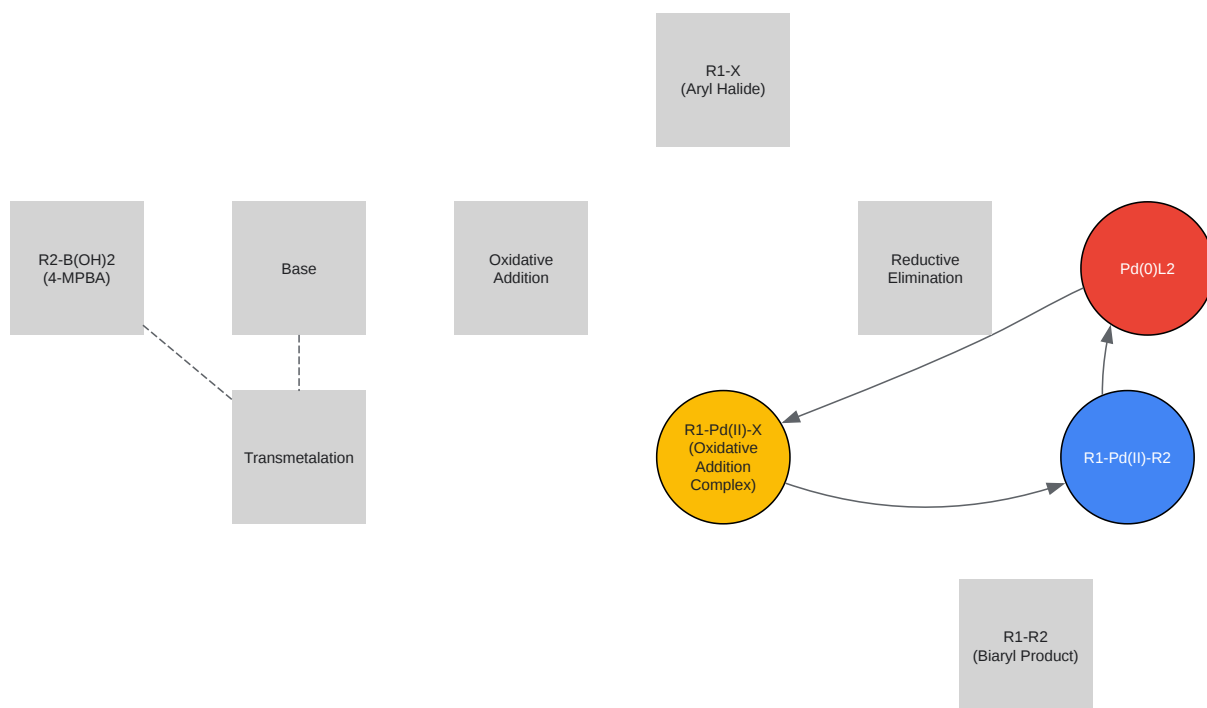 R1-X
(Aryl Halide)
R2-B(OH)2
(4-MPBA)
Base
Oxidative
Addition
Reductive
Elimination
Pd(0)L2
Transmetalation
R1-Pd(II)-X
(Oxidative
Addition
Complex)
R1-Pd(II)-R2
R1-R2
(Biaryl Product)